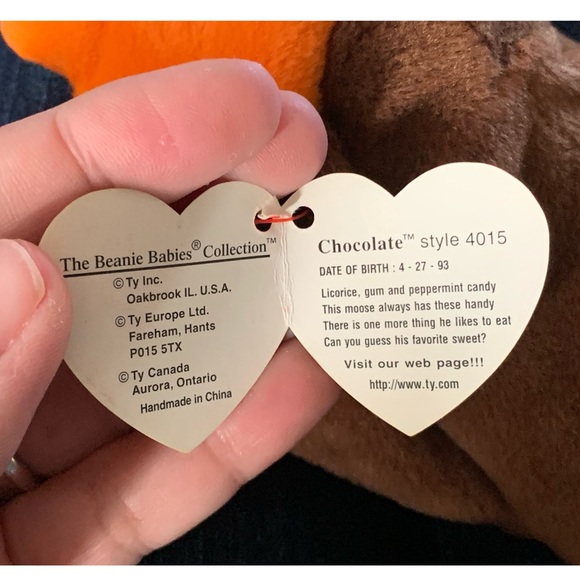 The Beanie Babies® Collection™
©Ty Inc.
Oakbrook IL. U.S.A.
©Ty Europe Ltd.
Fareham, Hants
P015 5TX
©Ty Canada
Aurora, Ontario
Handmade in China
Chocolate™ style 4015
DATE OF BIRTH : 4 - 27 - 93
Licorice, gum and peppermint candy
This moose always has these handy
There is one more thing he likes to eat
Can you guess his favorite sweet?
Visit our web page!!!
http://www.ty.com